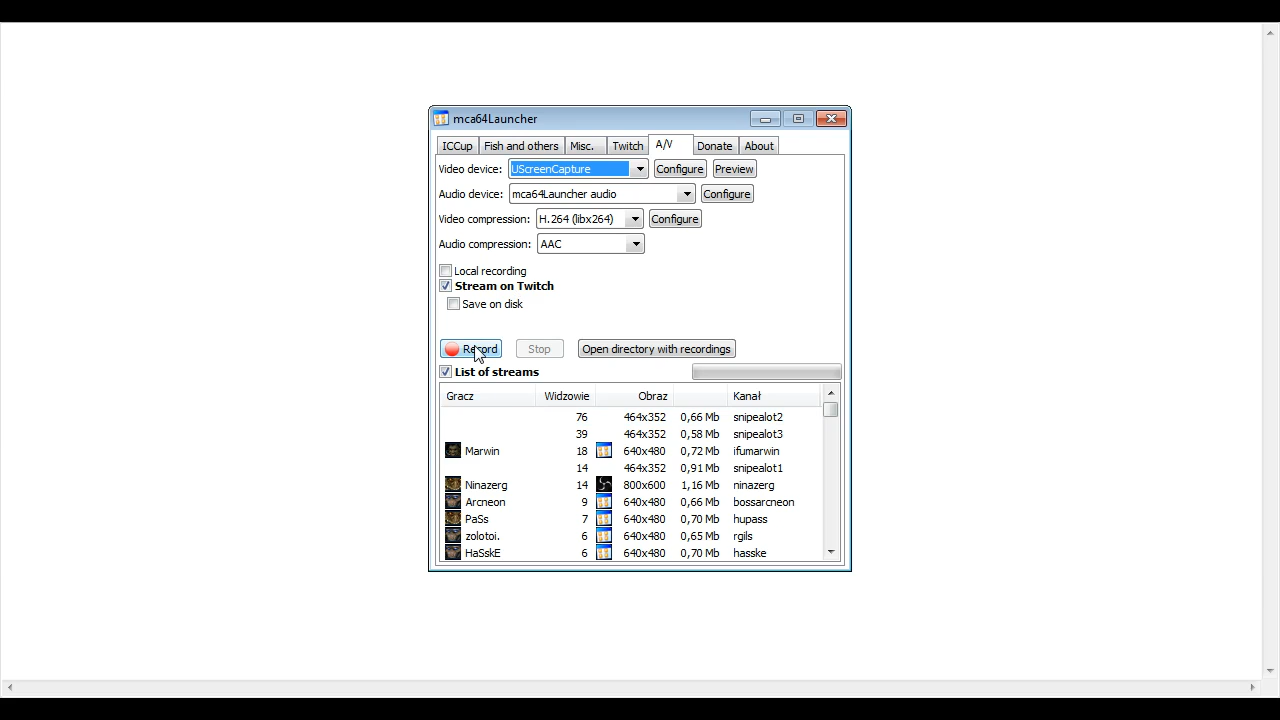 mca64Launcher
ICCup Fish and others Misc. Twitch A/V Donate About
Video device: UScreenCapture Configure Preview
Audio device: mca64Launcher audio Configure
Video compression: H.264 (libx264) Configure
Audio compression: AAC
Local recording
Stream on Twitch
Save on disk
Record Stop Open directory with recordings
List of streams
Gracz Widzowie Obraz Kanał
76 464x352 0,66 Mb snipealot2
39 464x352 0,58 Mb snipealot3
Marwin 18 640x480 0,72 Mb ifumarwin
14 464x352 0,91 Mb snipealot1
Ninazerg 14 800x600 1,16 Mb ninazerg
Arcneon 9 640x480 0,66 Mb bossarcneon
PaSs 7 640x480 0,70 Mb hupass
zolotoi. 6 640x480 0,65 Mb rgils
HaSskE 6 640x480 0,70 Mb hasske